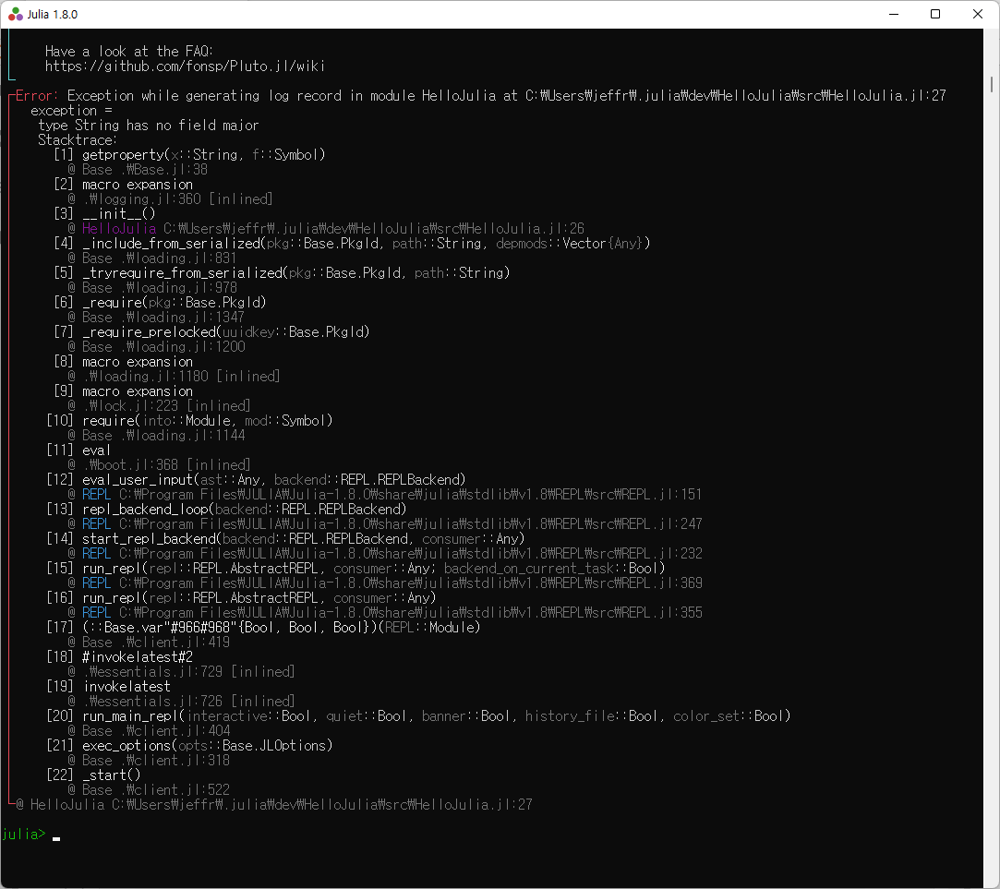 Julia 1.8.0
Have a look at the FAQ:
https://github.com/fonsp/Pluto.jl/wiki
Error: Exception while generating log record in module HelloJulia at C:₩Users₩jeffr₩.julia₩dev₩HelloJulia₩src₩HelloJulia.jl:27
exception =
type String has no field major
Stacktrace:
[1] getproperty(x::String, f::Symbol)
@ Base .₩Base.jl:38
[2] macro expansion
@ .₩logging.jl:360 [inlined]
[3] __init__()
@ HelloJulia C:₩Users₩jeffr₩.julia₩dev₩HelloJulia₩src₩HelloJulia.jl:26
[4] _include_from_serialized(pkg::Base.PkgId, path::String, depmods::Vector{Any})
@ Base .₩loading.jl:831
[5] _tryrequire_from_serialized(pkg::Base.PkgId, path::String)
@ Base .₩loading.jl:978
[6] _require(pkg::Base.PkgId)
@ Base .₩loading.jl:1347
[7] _require_prelocked(uuidkey::Base.PkgId)
@ Base .₩loading.jl:1200
[8] macro expansion
@ .₩loading.jl:1180 [inlined]
[9] macro expansion
@ .₩lock.jl:223 [inlined]
[10] require(into::Module, mod::Symbol)
@ Base .₩loading.jl:1144
[11] eval
@ .₩boot.jl:368 [inlined]
[12] eval_user_input(ast::Any, backend::REPL.REPLBackend)
@ REPL C:₩Program Files₩JULIA₩Julia-1.8.0₩share₩julia₩stdlib₩v1.8₩REPL₩src₩REPL.jl:151
[13] repl_backend_loop(backend::REPL.REPLBackend)
@ REPL C:₩Program Files₩JULIA₩Julia-1.8.0₩share₩julia₩stdlib₩v1.8₩REPL₩src₩REPL.jl:247
[14] start_repl_backend(backend::REPL.REPLBackend, consumer::Any)
@ REPL C:₩Program Files₩JULIA₩Julia-1.8.0₩share₩julia₩stdlib₩v1.8₩REPL₩src₩REPL.jl:232
[15] run_repl(repl::REPL.AbstractREPL, consumer::Any; backend_on_current_task::Bool)
@ REPL C:₩Program Files₩JULIA₩Julia-1.8.0₩share₩julia₩stdlib₩v1.8₩REPL₩src₩REPL.jl:369
[16] run_repl(repl::REPL.AbstractREPL, consumer::Any)
@ REPL C:₩Program Files₩JULIA₩Julia-1.8.0₩share₩julia₩stdlib₩v1.8₩REPL₩src₩REPL.jl:355
[17] (::Base.var"#966#968"{Bool, Bool, Bool})(REPL::Module)
@ Base .₩client.jl:419
[18] #invokelatest#2
@ .₩essentials.jl:729 [inlined]
[19] invokelatest
@ .₩essentials.jl:726 [inlined]
[20] run_main_repl(interactive::Bool, quiet::Bool, banner::Bool, history_file::Bool, color_set::Bool)
@ Base .₩client.jl:404
[21] exec_options(opts::Base.JLOptions)
@ Base .₩client.jl:318
[22] _start()
@ Base .₩client.jl:522
@ HelloJulia C:₩Users₩jeffr₩.julia₩dev₩HelloJulia₩src₩HelloJulia.jl:27
julia>